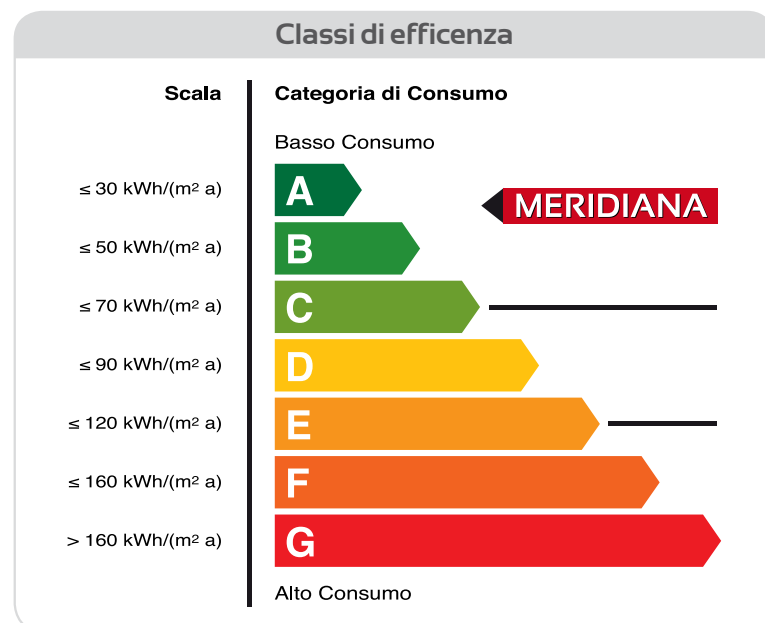 Classi di efficenza
Scala Categoria di Consumo
Basso Consumo
≤ 30 kWh/(m² a) A MERIDIANA
≤ 50 kWh/(m² a) B
≤ 70 kWh/(m² a) C
≤ 90 kWh/(m² a) D
≤ 120 kWh/(m² a) E
≤ 160 kWh/(m² a) F
> 160 kWh/(m² a) G
Alto Consumo